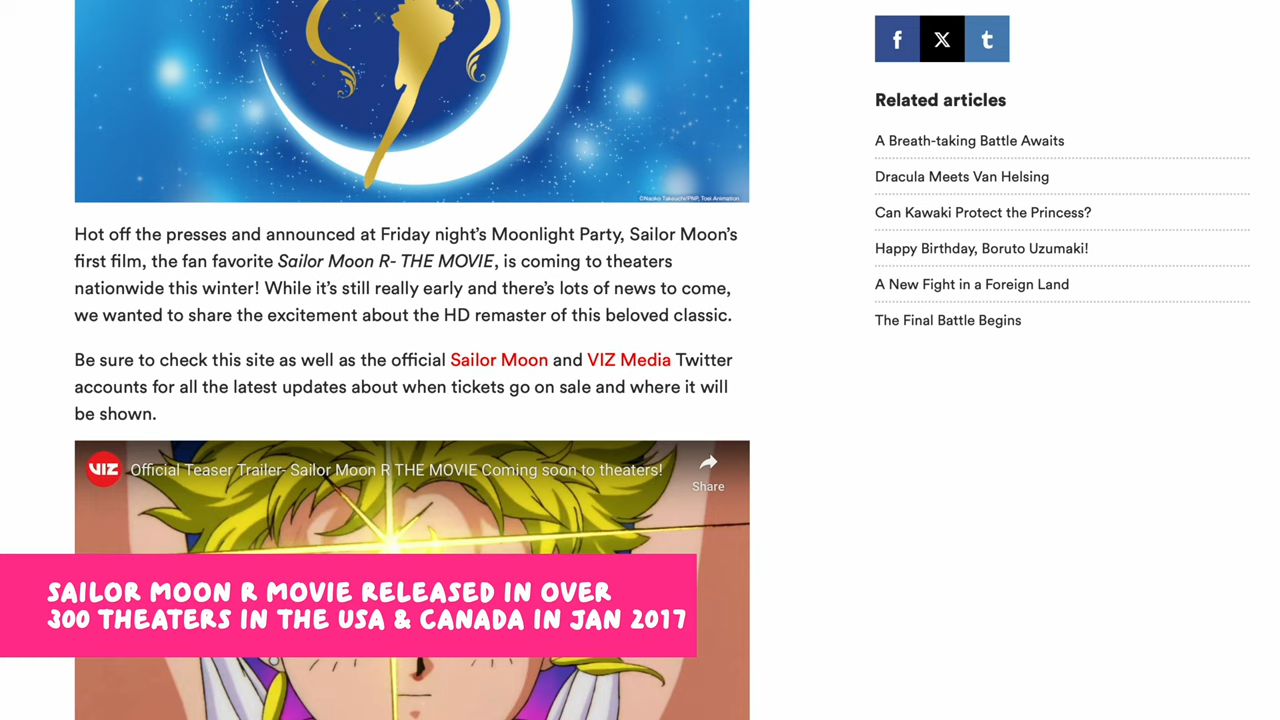 ©Naoko Takeuchi/PNP, Toei Animation
Hot off the presses and announced at Friday night’s Moonlight Party, Sailor Moon’s
first film, the fan favorite Sailor Moon R- THE MOVIE, is coming to theaters
nationwide this winter! While it’s still really early and there’s lots of news to come,
we wanted to share the excitement about the HD remaster of this beloved classic.
Be sure to check this site as well as the official Sailor Moon and VIZ Media Twitter
accounts for all the latest updates about when tickets go on sale and where it will
be shown.
VIZ Official Teaser Trailer- Sailor Moon R THE MOVIE Coming soon to theaters!
Share
SAILOR MOON R MOVIE RELEASED IN OVER
300 THEATERS IN THE USA & CANADA IN JAN 2017
f X t
Related articles
A Breath-taking Battle Awaits
Dracula Meets Van Helsing
Can Kawaki Protect the Princess?
Happy Birthday, Boruto Uzumaki!
A New Fight in a Foreign Land
The Final Battle Begins